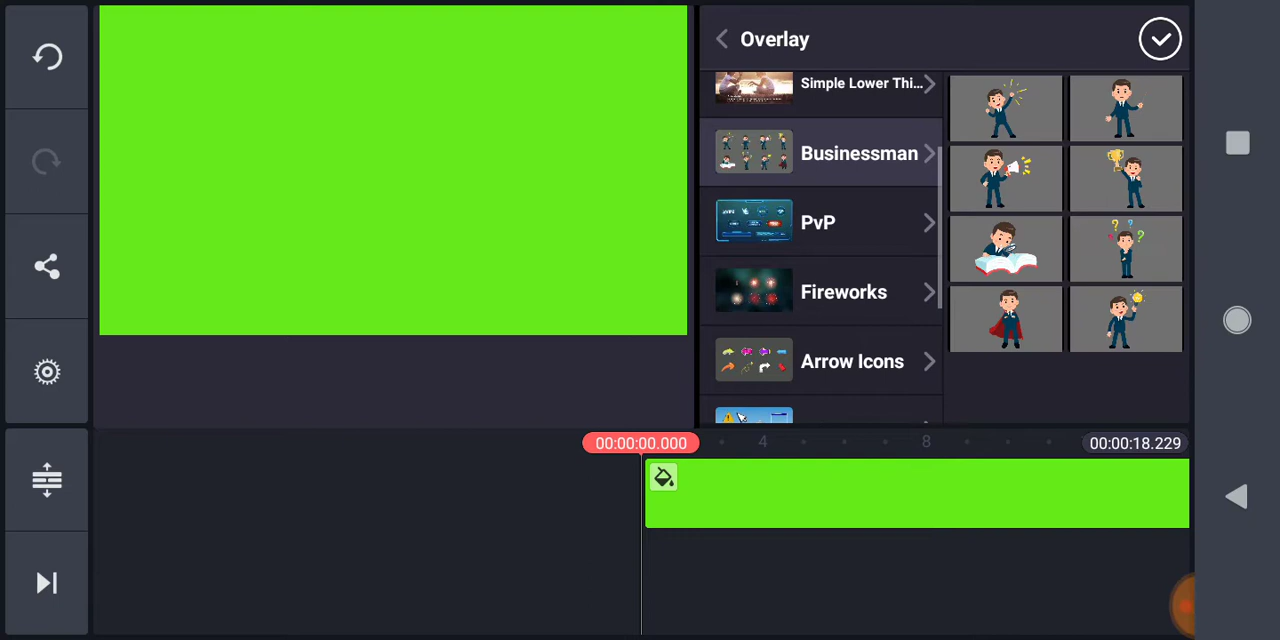 Overlay
Simple Lower Thi...
Businessman
PvP
Fireworks
Arrow Icons
00:00:00.000
4
8
00:00:18.229